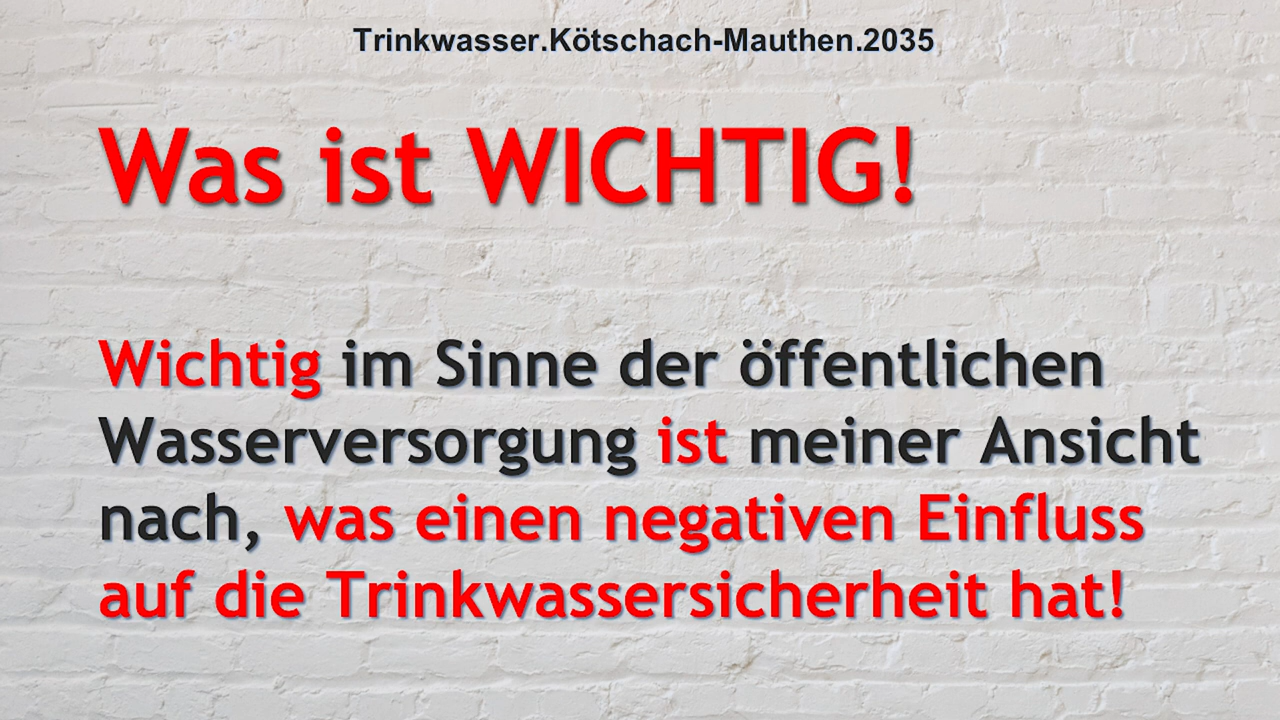 Trinkwasser.Kötschach-Mauthen.2035
Was ist WICHTIG!
Wichtig im Sinne der öffentlichen
Wasserversorgung ist meiner Ansicht
nach, was einen negativen Einfluss
auf die Trinkwassersicherheit hat!